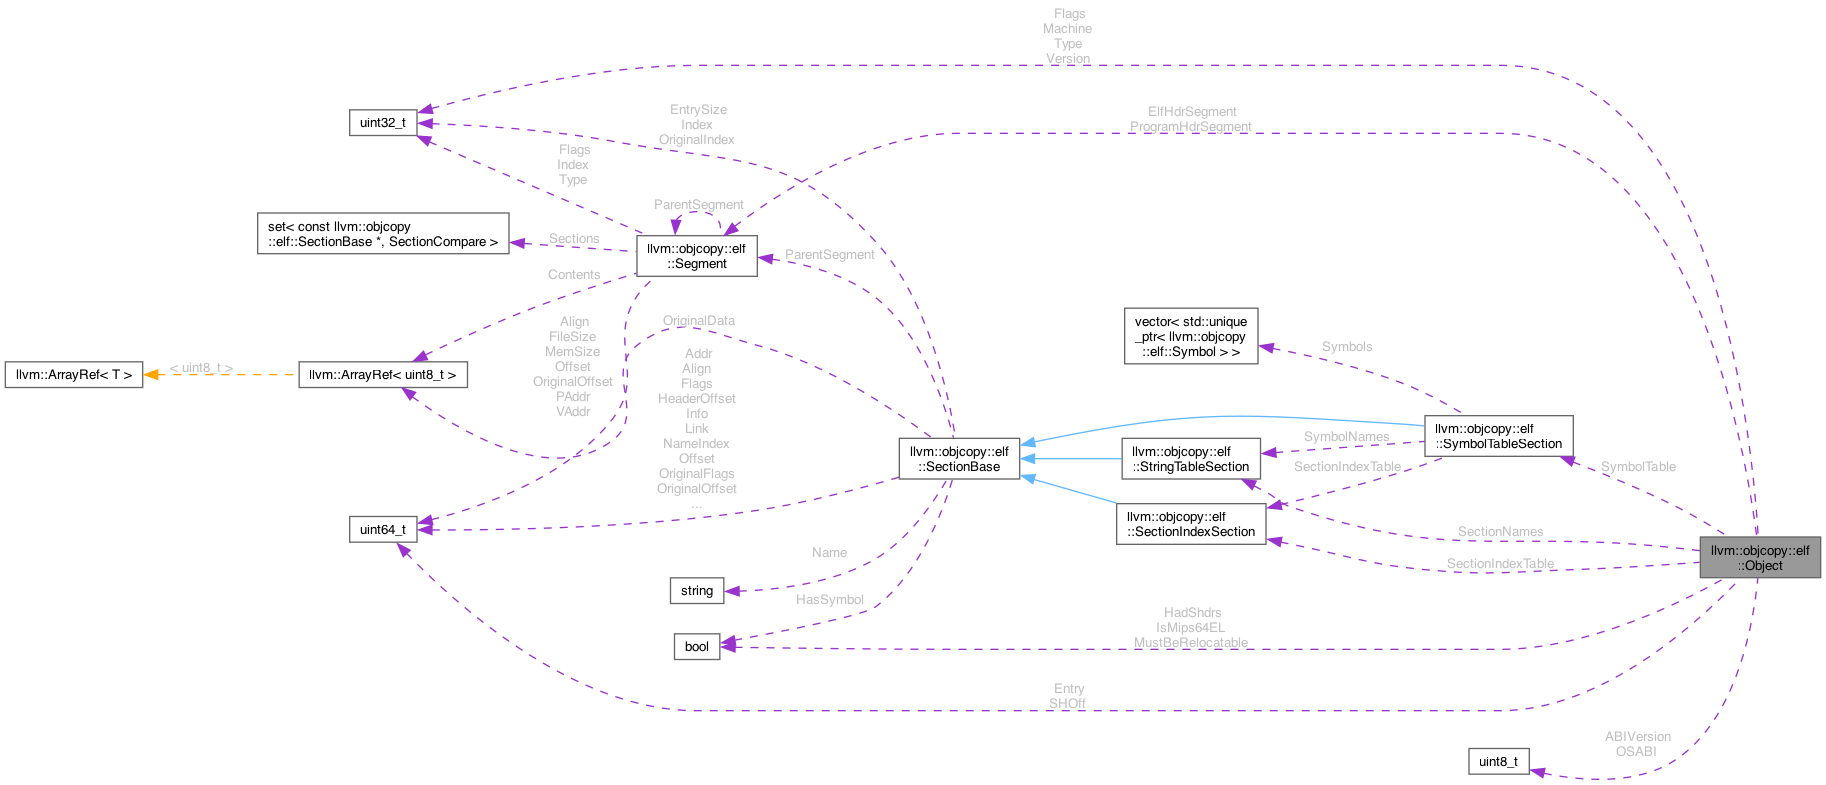 Flags
Machine
Type
Version
EntrySize
Index
OriginalIndex
ElfHdrSegment
ProgramHdrSegment
uint32_t
Flags
Index
Type
ParentSegment
set< const llvm::objcopy
::elf::SectionBase *, SectionCompare >
Sections
llvm::objcopy::elf
::Segment
ParentSegment
Contents
OriginalData
Align
FileSize
MemSize
Offset
OriginalOffset
PAddr
VAddr
vector< std::unique
_ptr< llvm::objcopy
::elf::Symbol > >
Symbols
llvm::ArrayRef< T >
< uint8_t >
llvm::ArrayRef< uint8_t >
Addr
Align
Flags
HeaderOffset
Info
Link
NameIndex
Offset
OriginalFlags
OriginalOffset
...
llvm::objcopy::elf
::SectionBase
llvm::objcopy::elf
::StringTableSection
SymbolNames
SectionIndexTable
llvm::objcopy::elf
::SymbolTableSection
SymbolTable
llvm::objcopy::elf
::SectionIndexSection
uint64_t
SectionNames
SectionIndexTable
llvm::objcopy::elf
::Object
Name
string
HasSymbol
bool
HadShdrs
IsMips64EL
MustBeRelocatable
Entry
SHOff
ABIVersion
OSABI
uint8_t